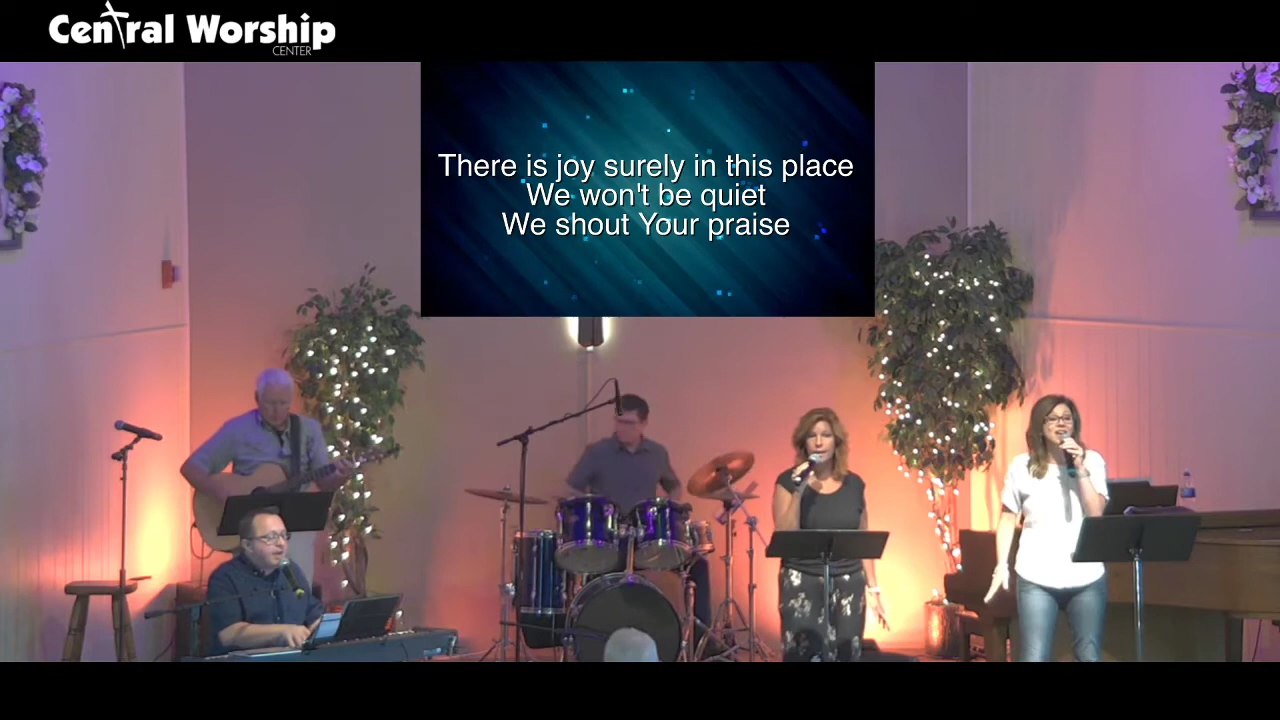 Central Worship
CENTER
There is joy surely in this place
We won't be quiet
We shout Your praise